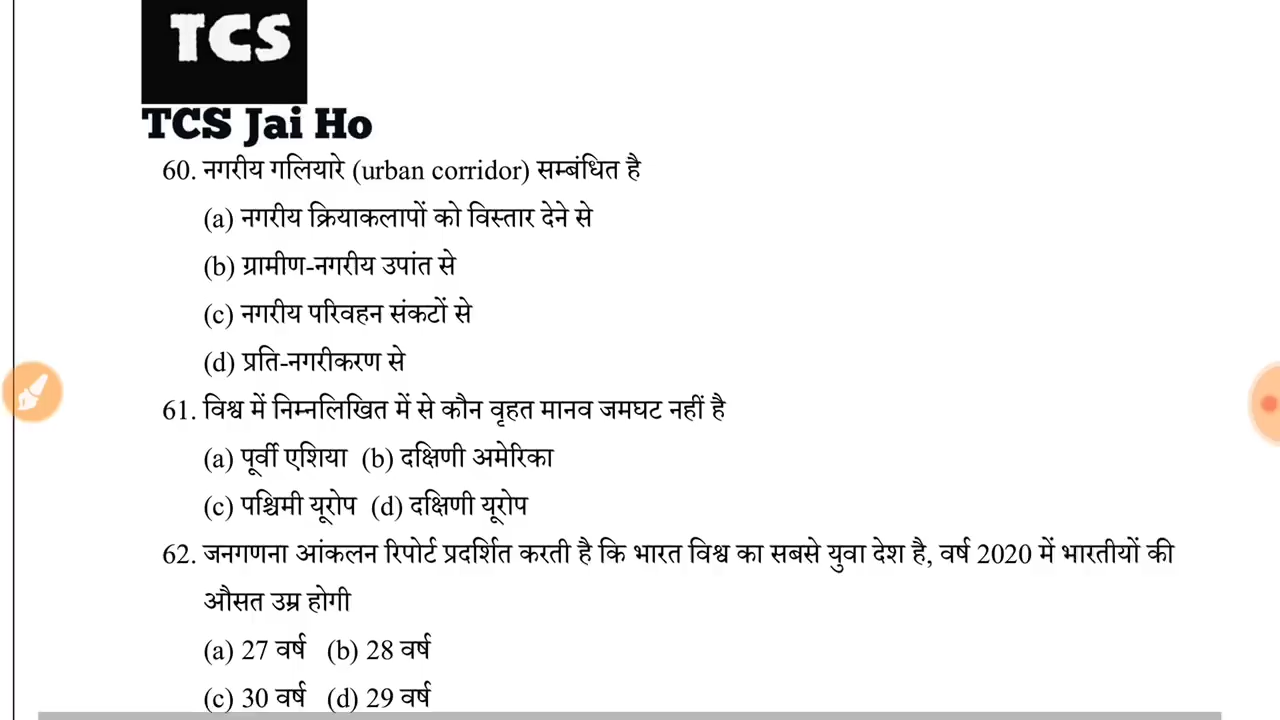 TCS
TCS Jai Ho
60. नगरीय गलियारे (urban corridor) सम्बंधित है
(a) नगरीय क्रियाकलापों को विस्तार देने से
(b) ग्रामीण-नगरीय उपांत से
(c) नगरीय परिवहन संकटों से
(d) प्रति-नगरीकरण से
61. विश्व में निम्नलिखित में से कौन वृहत मानव जमघट नहीं है
(a) पूर्वी एशिया (b) दक्षिणी अमेरिका
(c) पश्चिमी यूरोप (d) दक्षिणी यूरोप
62. जनगणना आंकलन रिपोर्ट प्रदर्शित करती है कि भारत विश्व का सबसे युवा देश है, वर्ष 2020 में भारतीयों की
औसत उम्र होगी
(a) 27 वर्ष (b) 28 वर्ष
(c) 30 वर्ष (d) 29 वर्ष